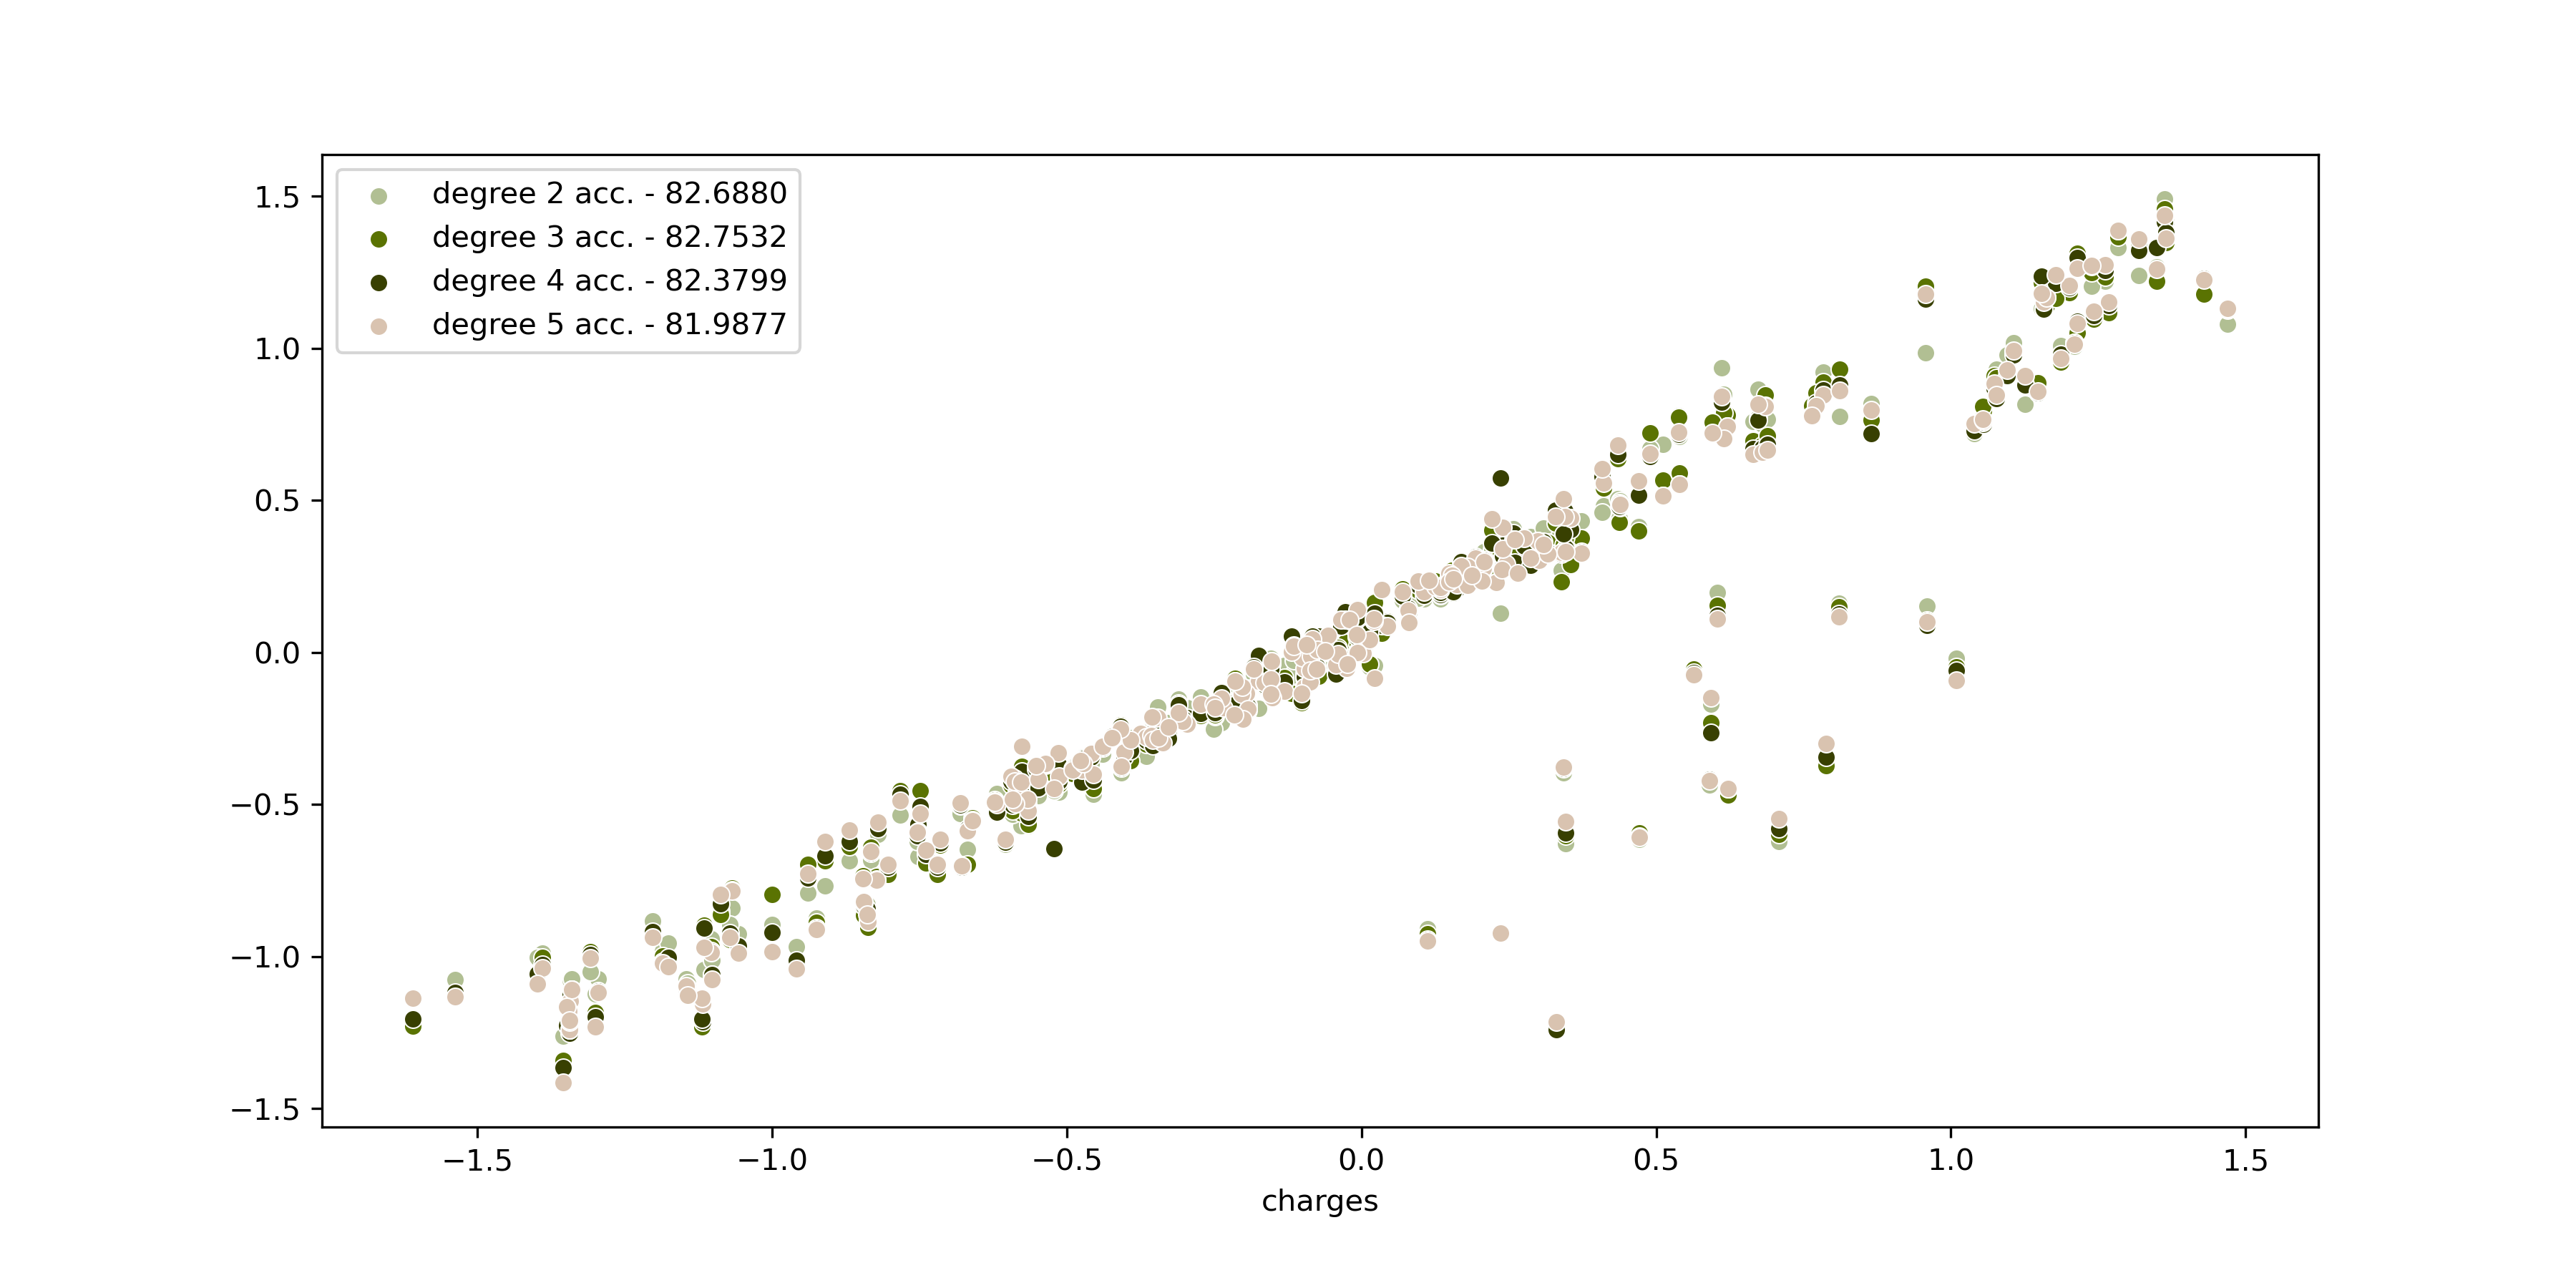 degree 2 acc. - 82.6880
degree 3 acc. - 82.7532
degree 4 acc. - 82.3799
degree 5 acc. - 81.9877
1.5
1.0
0.5
0.0
−0.5
−1.0
−1.5
−1.5 −1.0 −0.5 0.0 0.5 1.0 1.5
charges